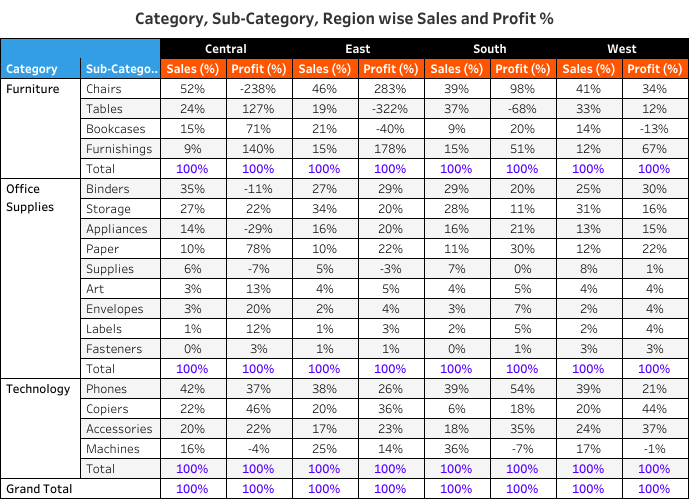 Category, Sub-Category, Region wise Sales and Profit %
Central East South West
Category Sub-Catego.. Sales (%) Profit (%) Sales (%) Profit (%) Sales (%) Profit (%) Sales (%) Profit (%)
Furniture Chairs 52% -238% 46% 283% 39% 98% 41% 34%
Tables 24% 127% 19% -322% 37% -68% 33% 12%
Bookcases 15% 71% 21% -40% 9% 20% 14% -13%
Furnishings 9% 140% 15% 178% 15% 51% 12% 67%
Total 100% 100% 100% 100% 100% 100% 100% 100%
Office Binders 35% -11% 27% 29% 29% 20% 25% 30%
Supplies Storage 27% 22% 34% 20% 28% 11% 31% 16%
Appliances 14% -29% 16% 20% 16% 21% 13% 15%
Paper 10% 78% 10% 22% 11% 30% 12% 22%
Supplies 6% -7% 5% -3% 7% 0% 8% 1%
Art 3% 13% 4% 5% 4% 5% 4% 4%
Envelopes 3% 20% 2% 4% 3% 7% 2% 4%
Labels 1% 12% 1% 3% 2% 5% 2% 4%
Fasteners 0% 3% 1% 1% 0% 1% 3% 3%
Total 100% 100% 100% 100% 100% 100% 100% 100%
Technology Phones 42% 37% 38% 26% 39% 54% 39% 21%
Copiers 22% 46% 20% 36% 6% 18% 20% 44%
Accessories 20% 22% 17% 23% 18% 35% 24% 37%
Machines 16% -4% 25% 14% 36% -7% 17% -1%
Total 100% 100% 100% 100% 100% 100% 100% 100%
Grand Total 100% 100% 100% 100% 100% 100% 100% 100%